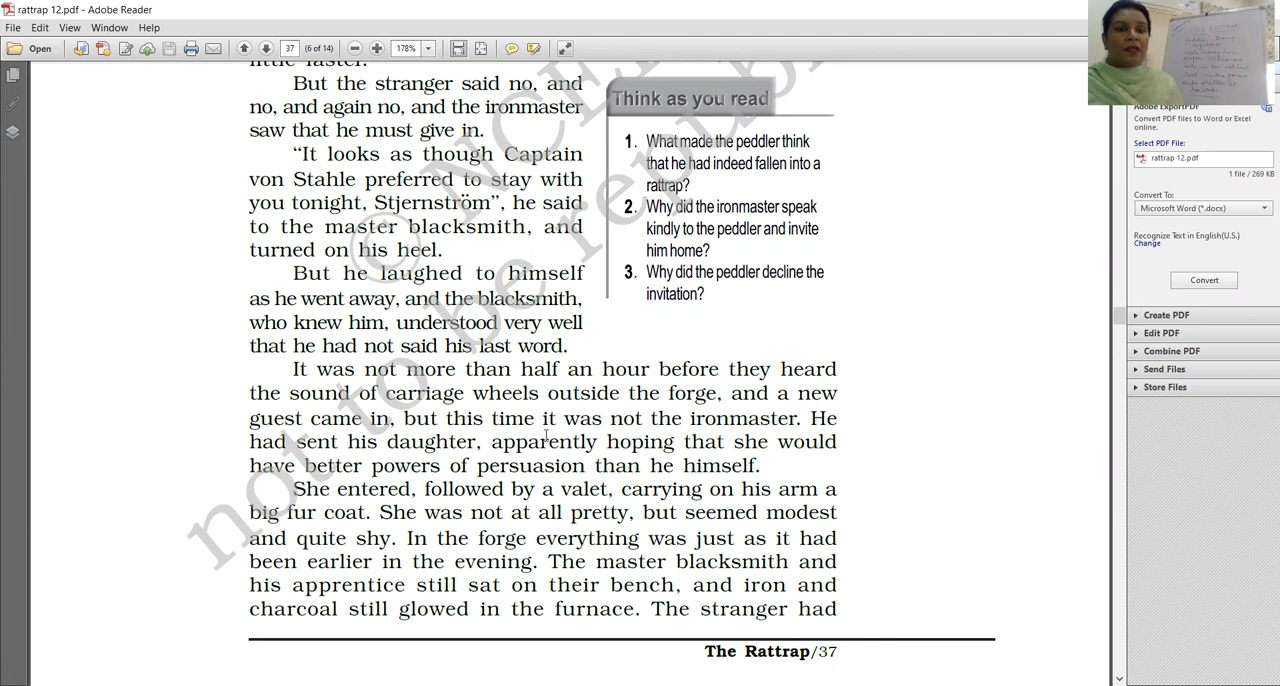 rattrap 12.pdf - Adobe Reader
File Edit View Window Help
Open 37 (6 of 14) 178%
little faster.
But the stranger said no, and
no, and again no, and the ironmaster
saw that he must give in.
“It looks as though Captain
von Stahle preferred to stay with
you tonight, Stjernström”, he said
to the master blacksmith, and
turned on his heel.
But he laughed to himself
as he went away, and the blacksmith,
who knew him, understood very well
that he had not said his last word.
Think as you read
1. What made the peddler think
that he had indeed fallen into a
rattrap?
2. Why did the ironmaster speak
kindly to the peddler and invite
him home?
3. Why did the peddler decline the
invitation?
It was not more than half an hour before they heard
the sound of carriage wheels outside the forge, and a new
guest came in, but this time it was not the ironmaster. He
had sent his daughter, apparently hoping that she would
have better powers of persuasion than he himself.
She entered, followed by a valet, carrying on his arm a
big fur coat. She was not at all pretty, but seemed modest
and quite shy. In the forge everything was just as it had
been earlier in the evening. The master blacksmith and
his apprentice still sat on their bench, and iron and
charcoal still glowed in the furnace. The stranger had
The Rattrap/37
© NCERT
not to be republ
THE RATTRAP
Adobe ExportPDF
Convert PDF files to Word or Excel
online.
Select PDF File:
rattrap 12.pdf
1 file / 269 KB
Convert To:
Microsoft Word (*.docx)
Recognize Text in English(U.S.)
Change
Convert
Create PDF
Edit PDF
Combine PDF
Send Files
Store Files